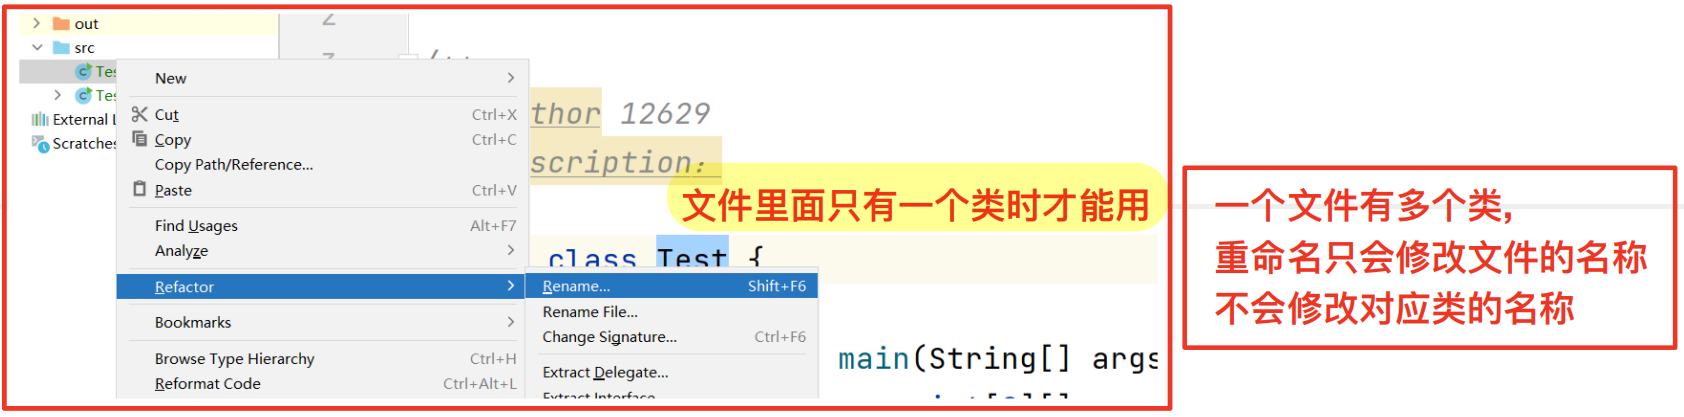 out
src
Tes
Tes
External L
Scratches
2
3
/**
thor 12629
scription:
文件里面只有一个类时才能用
class Test {
main(String[] args
New
Cut Ctrl+X
Copy Ctrl+C
Copy Path/Reference...
Paste Ctrl+V
Find Usages Alt+F7
Analyze
Refactor
Bookmarks
Browse Type Hierarchy Ctrl+H
Reformat Code Ctrl+Alt+L
Rename... Shift+F6
Rename File...
Change Signature... Ctrl+F6
Extract Delegate...
Extract Interface
一个文件有多个类，
重命名只会修改文件的名称
不会修改对应类的名称